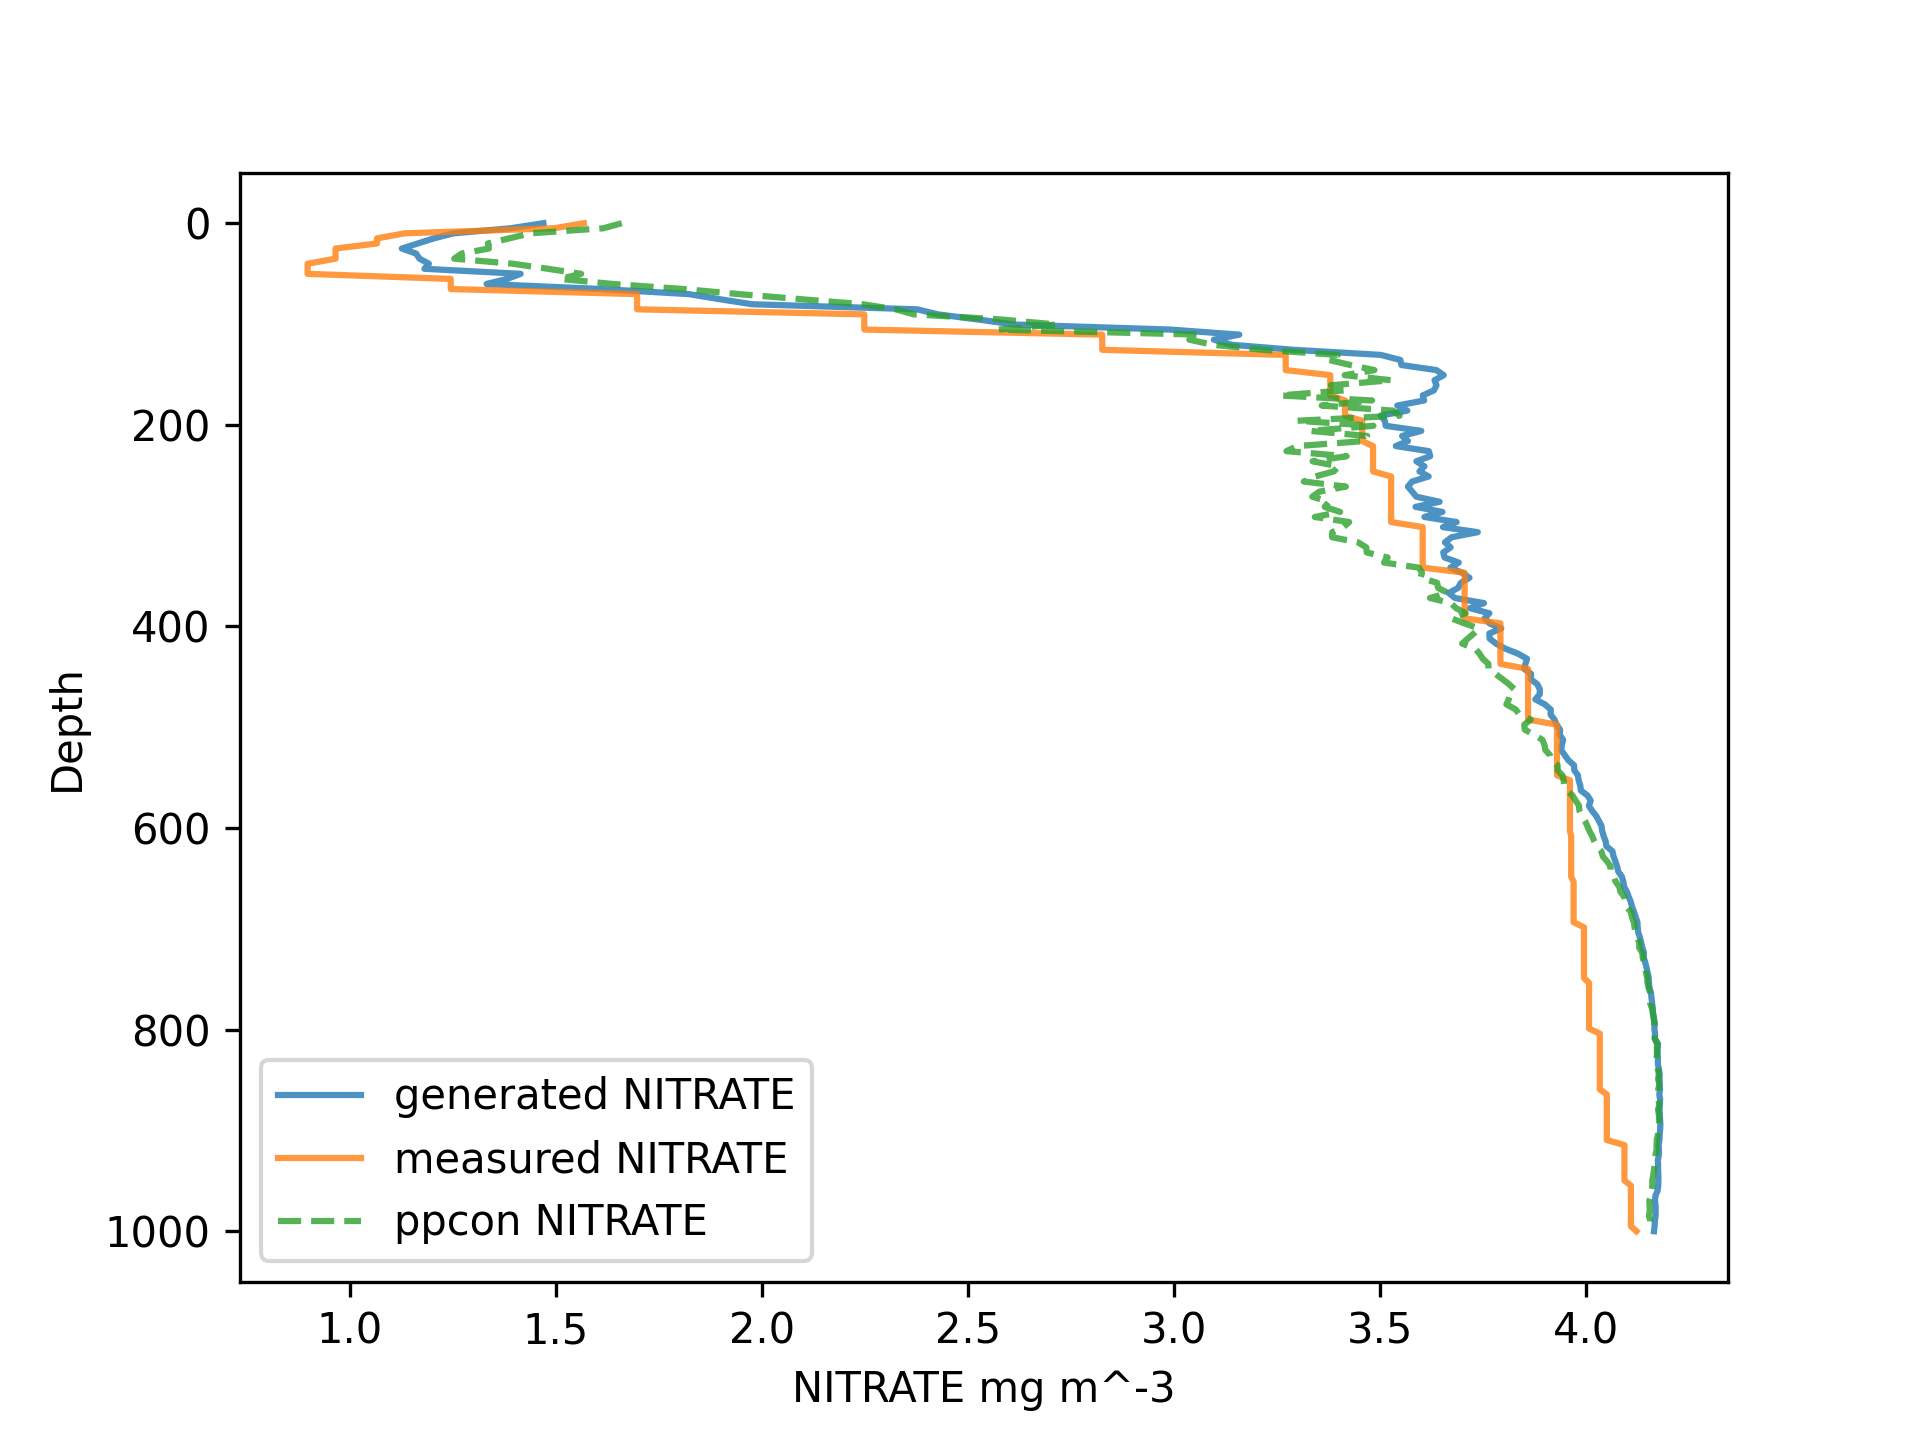 0
200
400
600
800
1000
Depth
generated NITRATE
measured NITRATE
ppcon NITRATE
1.0 1.5 2.0 2.5 3.0 3.5 4.0
NITRATE mg m^-3